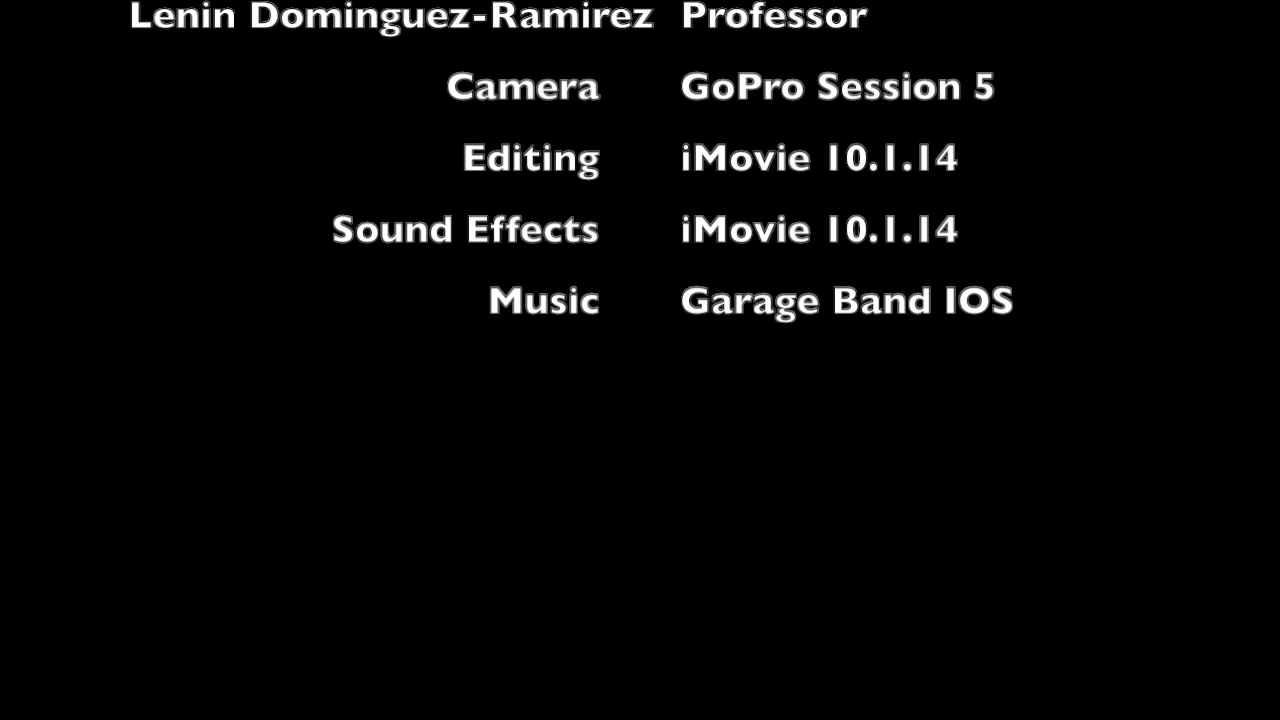 Lenin Dominguez-Ramirez Professor
Camera GoPro Session 5
Editing iMovie 10.1.14
Sound Effects iMovie 10.1.14
Music Garage Band IOS